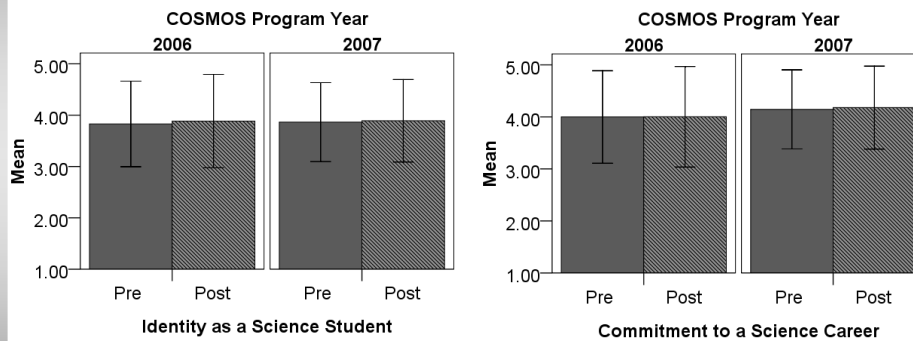 COSMOS Program Year
2006 2007
5.00
4.00
3.00
2.00
1.00
Mean
Pre Post Pre Post
Identity as a Science Student
COSMOS Program Year
2006 2007
5.00
4.00
3.00
2.00
1.00
Mean
Pre Post Pre Post
Commitment to a Science Career